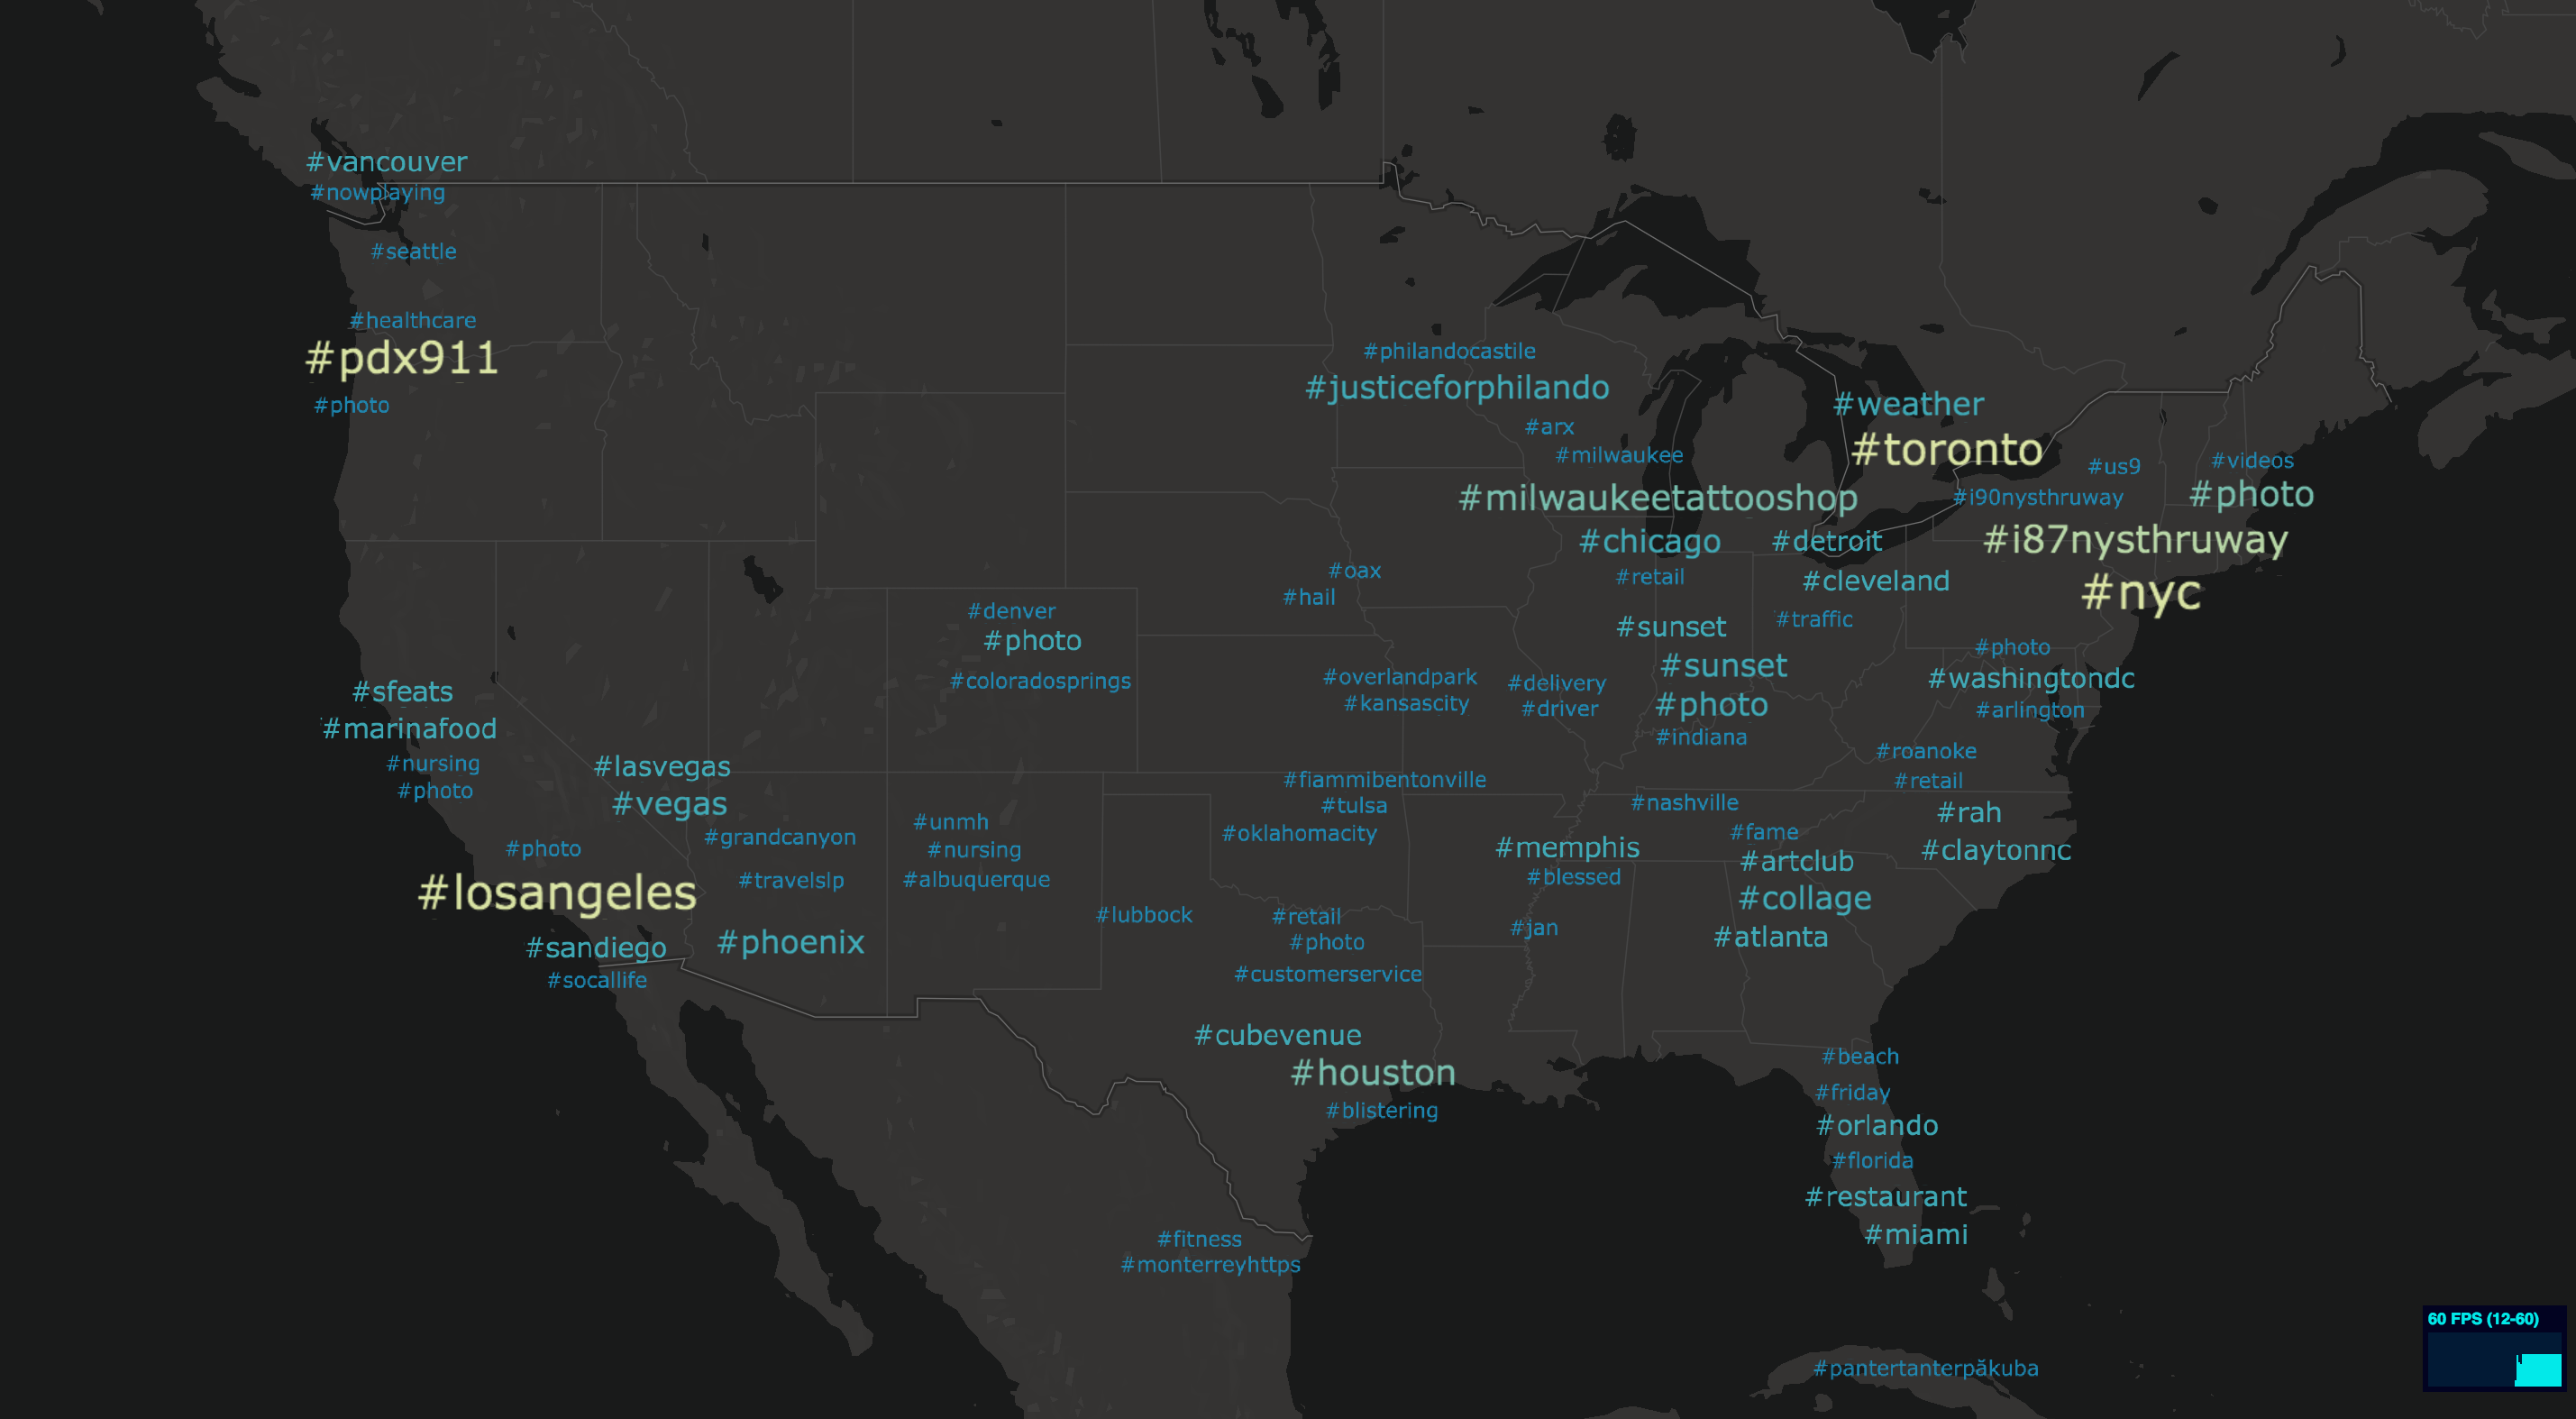 #vancouver
#nowplaying
#seattle
#healthcare
#pdx911
#photo
#philandocastile
#justiceforphilando
#arx
#milwaukee
#milwaukeetattooshop
#chicago
#retail
#weather
#toronto
#us9
#videos
#i90nysthruway
#photo
#detroit
#i87nysthruway
#cleveland
#nyc
#traffic
#oax
#hail
#denver
#photo
#coloradosprings
#sunset
#sunset
#photo
#indiana
#photo
#washingtondc
#arlington
#overlandpark
#kansascity
#delivery
#driver
#sfeats
#marinafood
#nursing
#photo
#lasvegas
#vegas
#grandcanyon
#travelslp
#photo
#losangeles
#sandiego
#socallife
#phoenix
#unmh
#nursing
#albuquerque
#fiammibentonville
#tulsa
#oklahomacity
#lubbock
#retail
#photo
#customerservice
#nashville
#memphis
#blessed
#jan
#fame
#artclub
#collage
#atlanta
#roanoke
#retail
#rah
#claytonnc
#cubevenue
#houston
#blistering
#beach
#friday
#orlando
#florida
#restaurant
#miami
#fitness
#monterreyhttps
#pantertanterpåkuba
60 FPS (12-60)